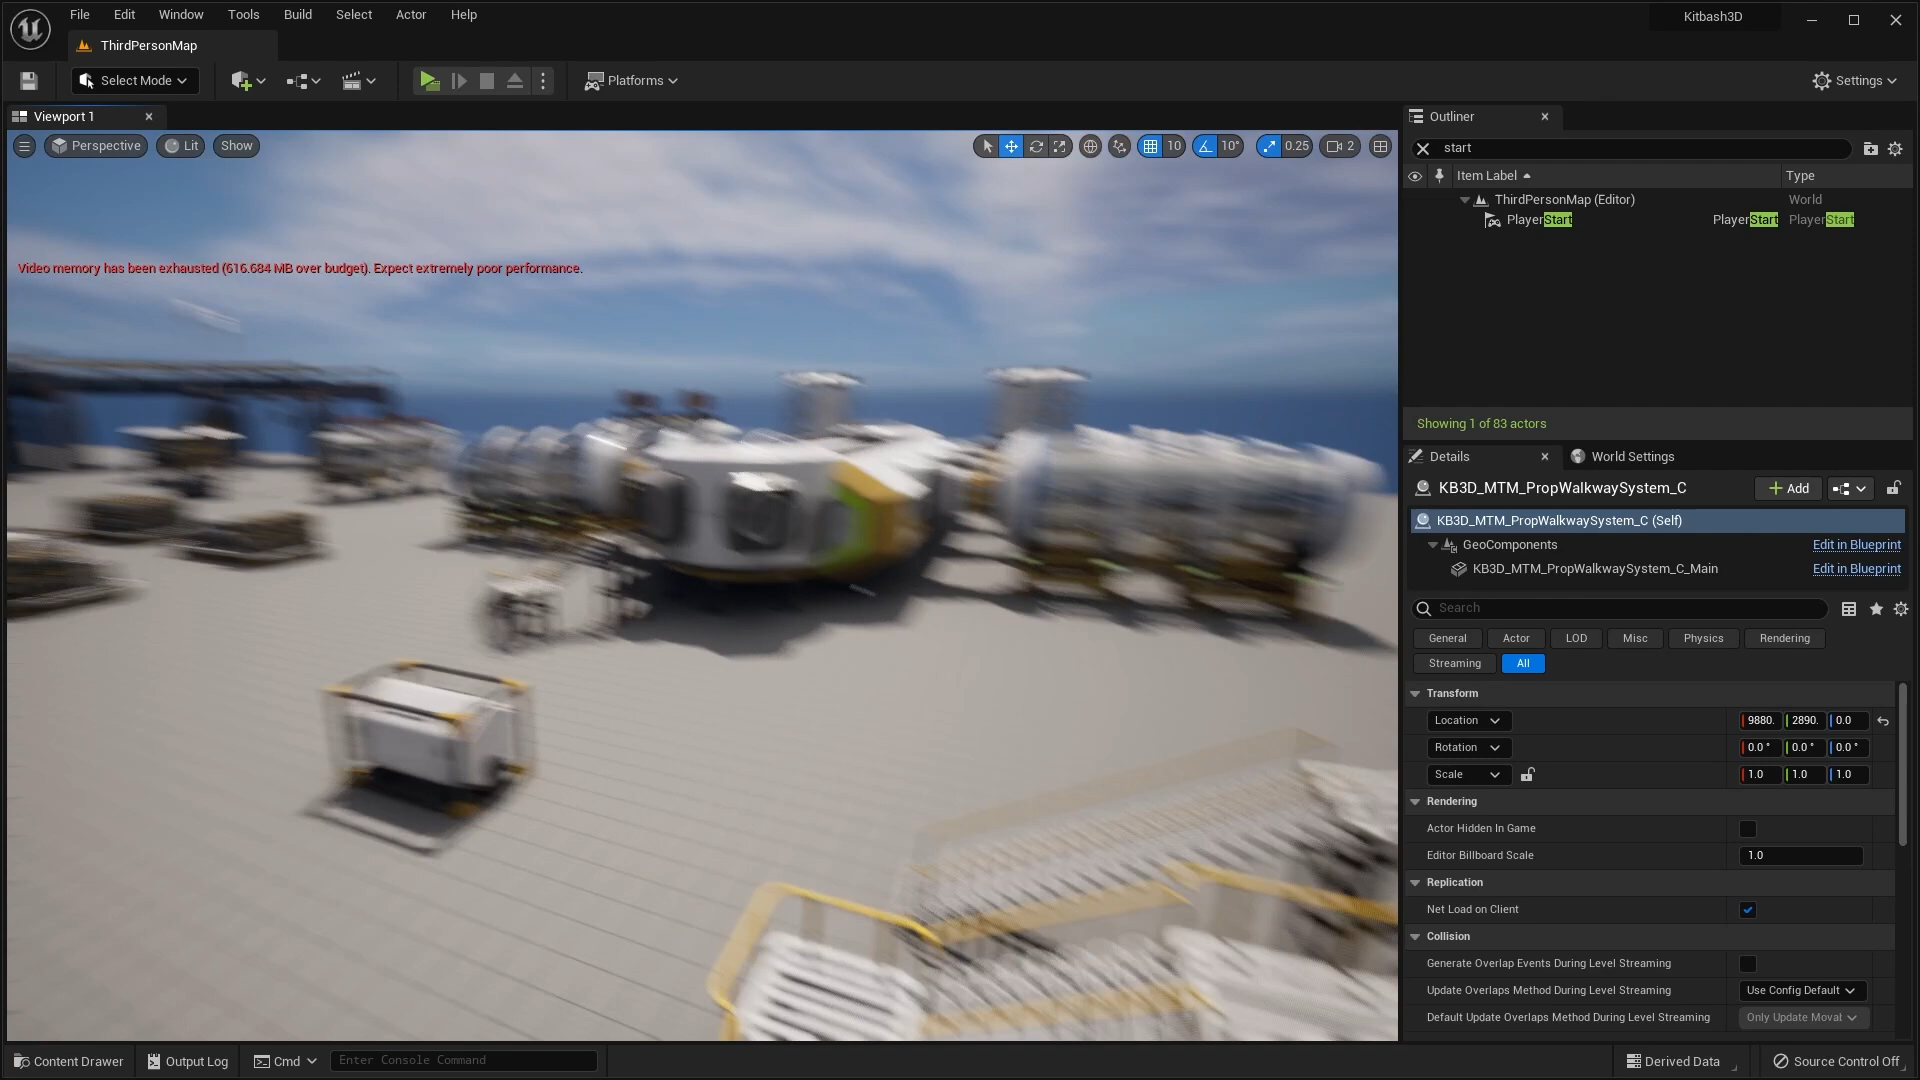 File Edit Window Tools Build Select Actor Help
Kitbash3D
ThirdPersonMap
Select Mode
Platforms
Settings
Viewport 1
Perspective Lit Show
10 10° 0.25 2
Video memory has been exhausted (616.684 MB over budget). Expect extremely poor performance.
Outliner
start
Item Label Type
ThirdPersonMap (Editor) World
PlayerStart PlayerStart PlayerStart
Showing 1 of 83 actors
Details World Settings
KB3D_MTM_PropWalkwaySystem_C Add
KB3D_MTM_PropWalkwaySystem_C (Self)
GeoComponents Edit in Blueprint
KB3D_MTM_PropWalkwaySystem_C_Main Edit in Blueprint
Search
General Actor LOD Misc Physics Rendering
Streaming All
Transform
Location 9880. 2890. 0.0
Rotation 0.0° 0.0° 0.0°
Scale 1.0 1.0 1.0
Rendering
Actor Hidden In Game
Editor Billboard Scale 1.0
Replication
Net Load on Client
Collision
Generate Overlap Events During Level Streaming
Update Overlaps Method During Level Streaming Use Config Default
Default Update Overlaps Method During Level Streaming Only Update Movab
Content Drawer Output Log Cmd Enter Console Command
Derived Data Source Control Off